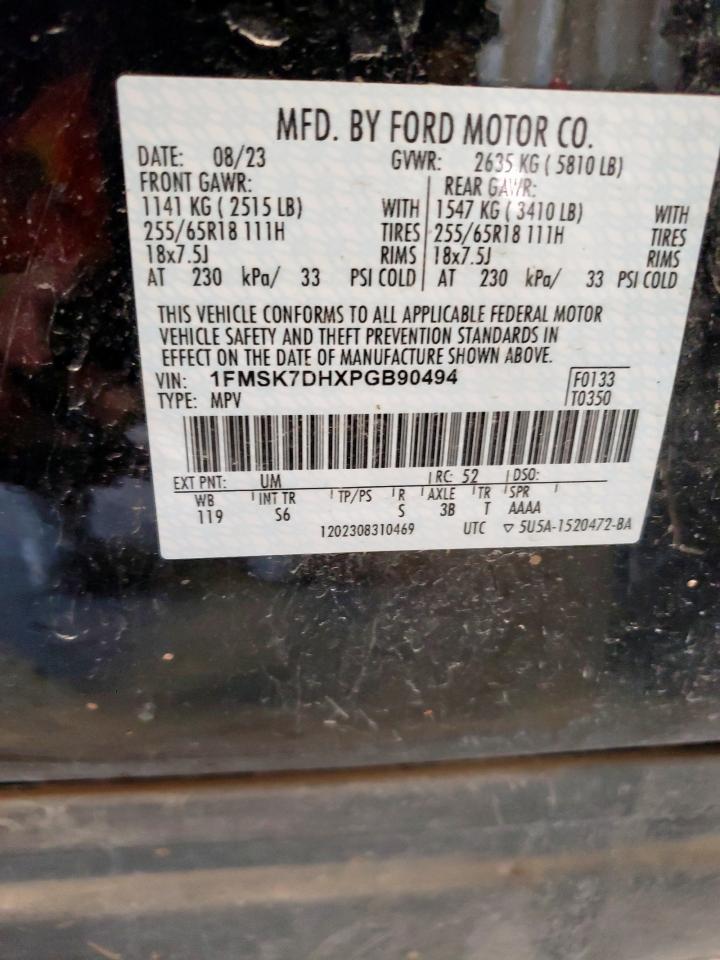 MFD. BY FORD MOTOR CO.
DATE: 08/23 GVWR: 2635 KG ( 5810 LB)
FRONT GAWR: REAR GAWR:
1141 KG ( 2515 LB) WITH 1547 KG ( 3410 LB) WITH
255/65R18 111H TIRES 255/65R18 111H TIRES
18x7.5J RIMS 18x7.5J RIMS
AT 230 kPa/ 33 PSI COLD AT 230 kPa/ 33 PSI COLD
THIS VEHICLE CONFORMS TO ALL APPLICABLE FEDERAL MOTOR
VEHICLE SAFETY AND THEFT PREVENTION STANDARDS IN
EFFECT ON THE DATE OF MANUFACTURE SHOWN ABOVE.
VIN: 1FMSK7DHXPGB90494 F0133
TYPE: MPV T0350
EXT PNT: UM RC: 52 DSO:
WB INT TR TP/PS R AXLE TR SPR
119 S6 S 3B T AAAA
1202308310469 UTC ▽ 5U5A-1520472-BA